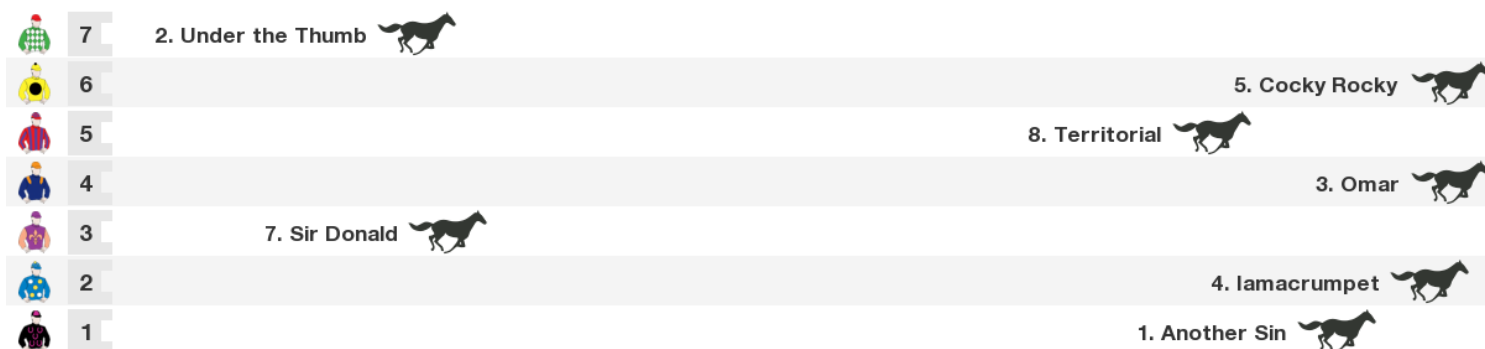 7 2. Under the Thumb
6 5. Cocky Rocky
5 8. Territorial
4 3. Omar
3 7. Sir Donald
2 4. Iamacrumpet
1 1. Another Sin